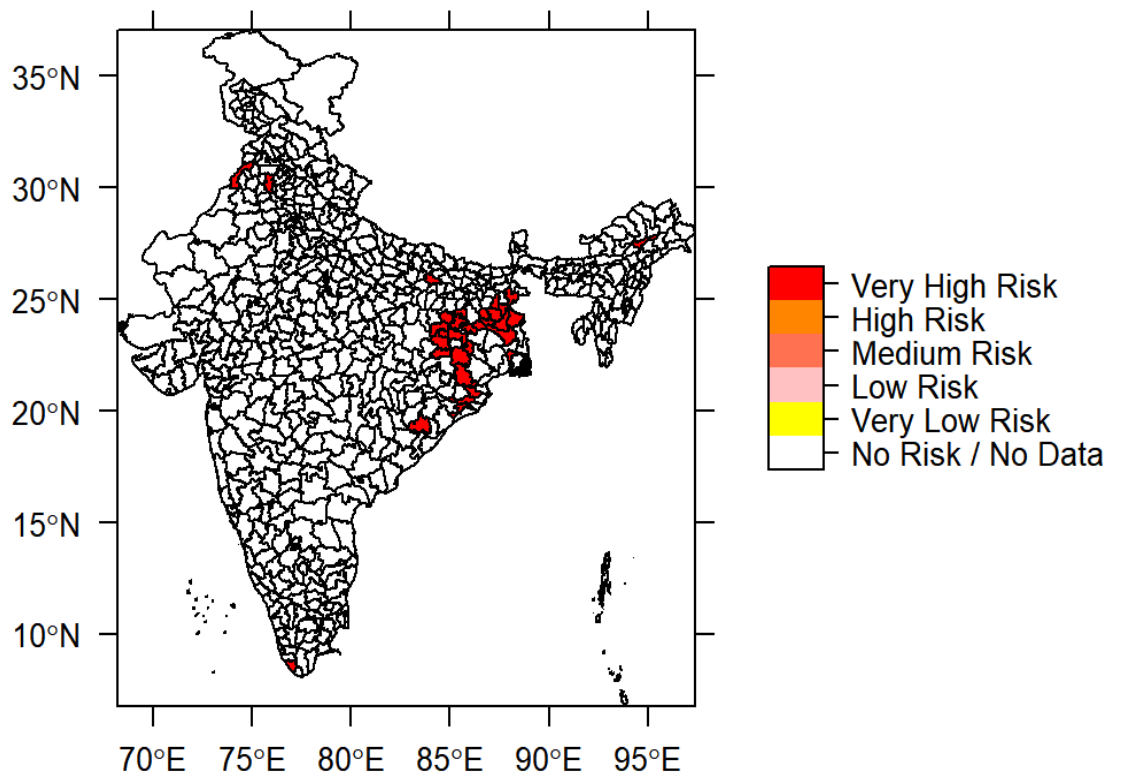 35°N
30°N
25°N
20°N
15°N
10°N
70°E 75°E 80°E 85°E 90°E 95°E
Very High Risk
High Risk
Medium Risk
Low Risk
Very Low Risk
No Risk / No Data